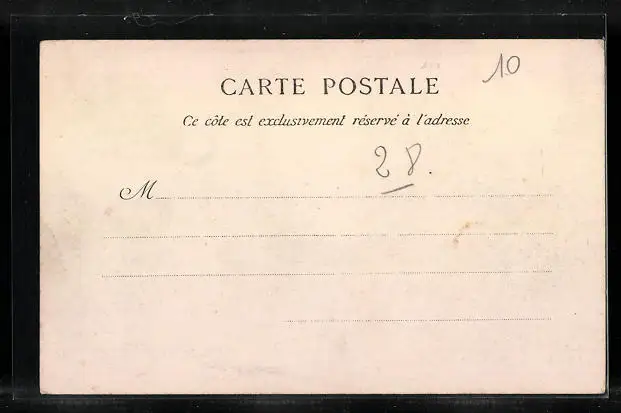 10
CARTE POSTALE
Ce côte est exclusivement réservé à l'adresse
28.
M